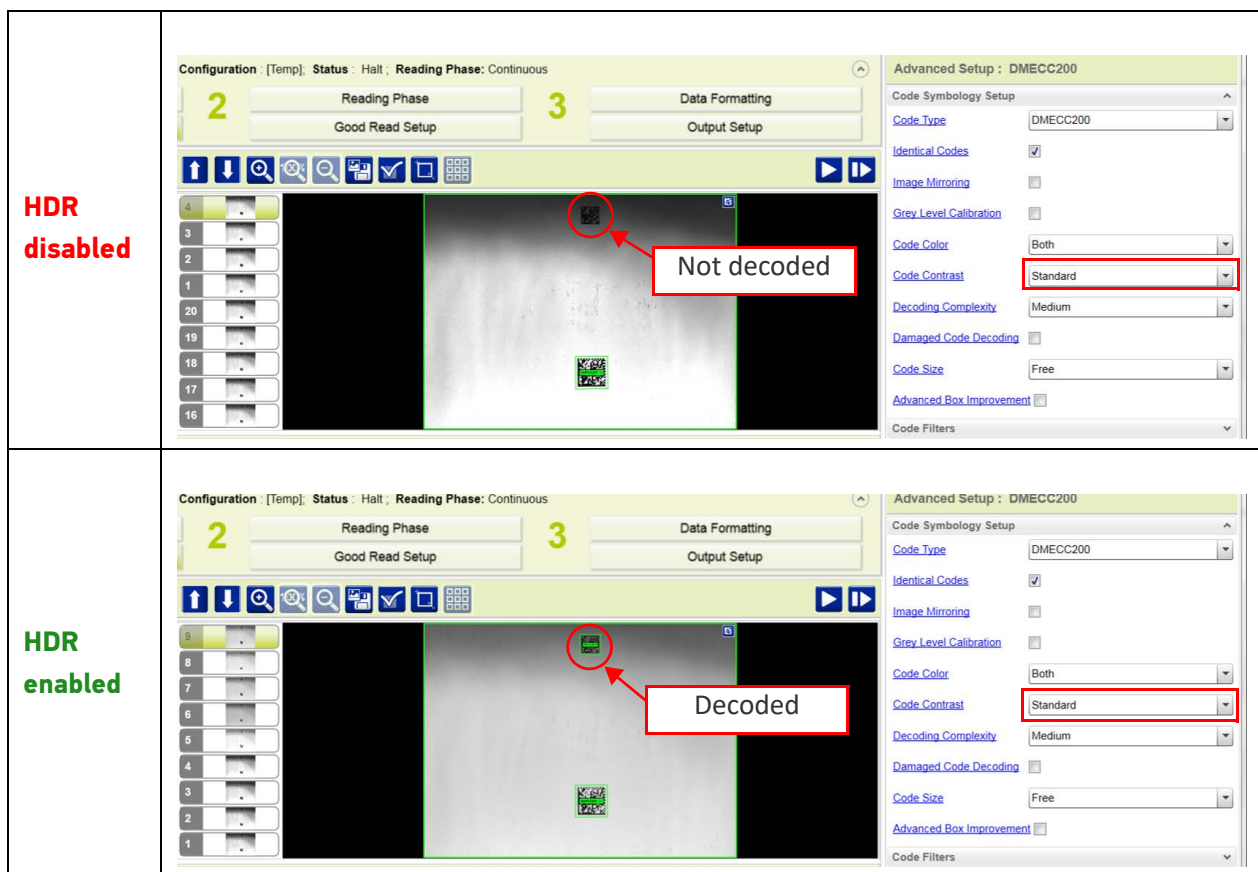 HDR
disabled
Configuration : [Temp]; Status : Halt ; Reading Phase: Continuous
2
Reading Phase
Good Read Setup
3
Data Formatting
Output Setup
4
3
2
1
20
19
18
17
16
Not decoded
Advanced Setup : DMECC200
Code Symbology Setup
Code Type DMECC200
Identical Codes
Image Mirroring
Grey Level Calibration
Code Color Both
Code Contrast Standard
Decoding Complexity Medium
Damaged Code Decoding
Code Size Free
Advanced Box Improvement
Code Filters
HDR
enabled
Configuration : [Temp]; Status : Halt ; Reading Phase: Continuous
2
Reading Phase
Good Read Setup
3
Data Formatting
Output Setup
9
8
7
6
5
4
3
2
1
Decoded
Advanced Setup : DMECC200
Code Symbology Setup
Code Type DMECC200
Identical Codes
Image Mirroring
Grey Level Calibration
Code Color Both
Code Contrast Standard
Decoding Complexity Medium
Damaged Code Decoding
Code Size Free
Advanced Box Improvement
Code Filters